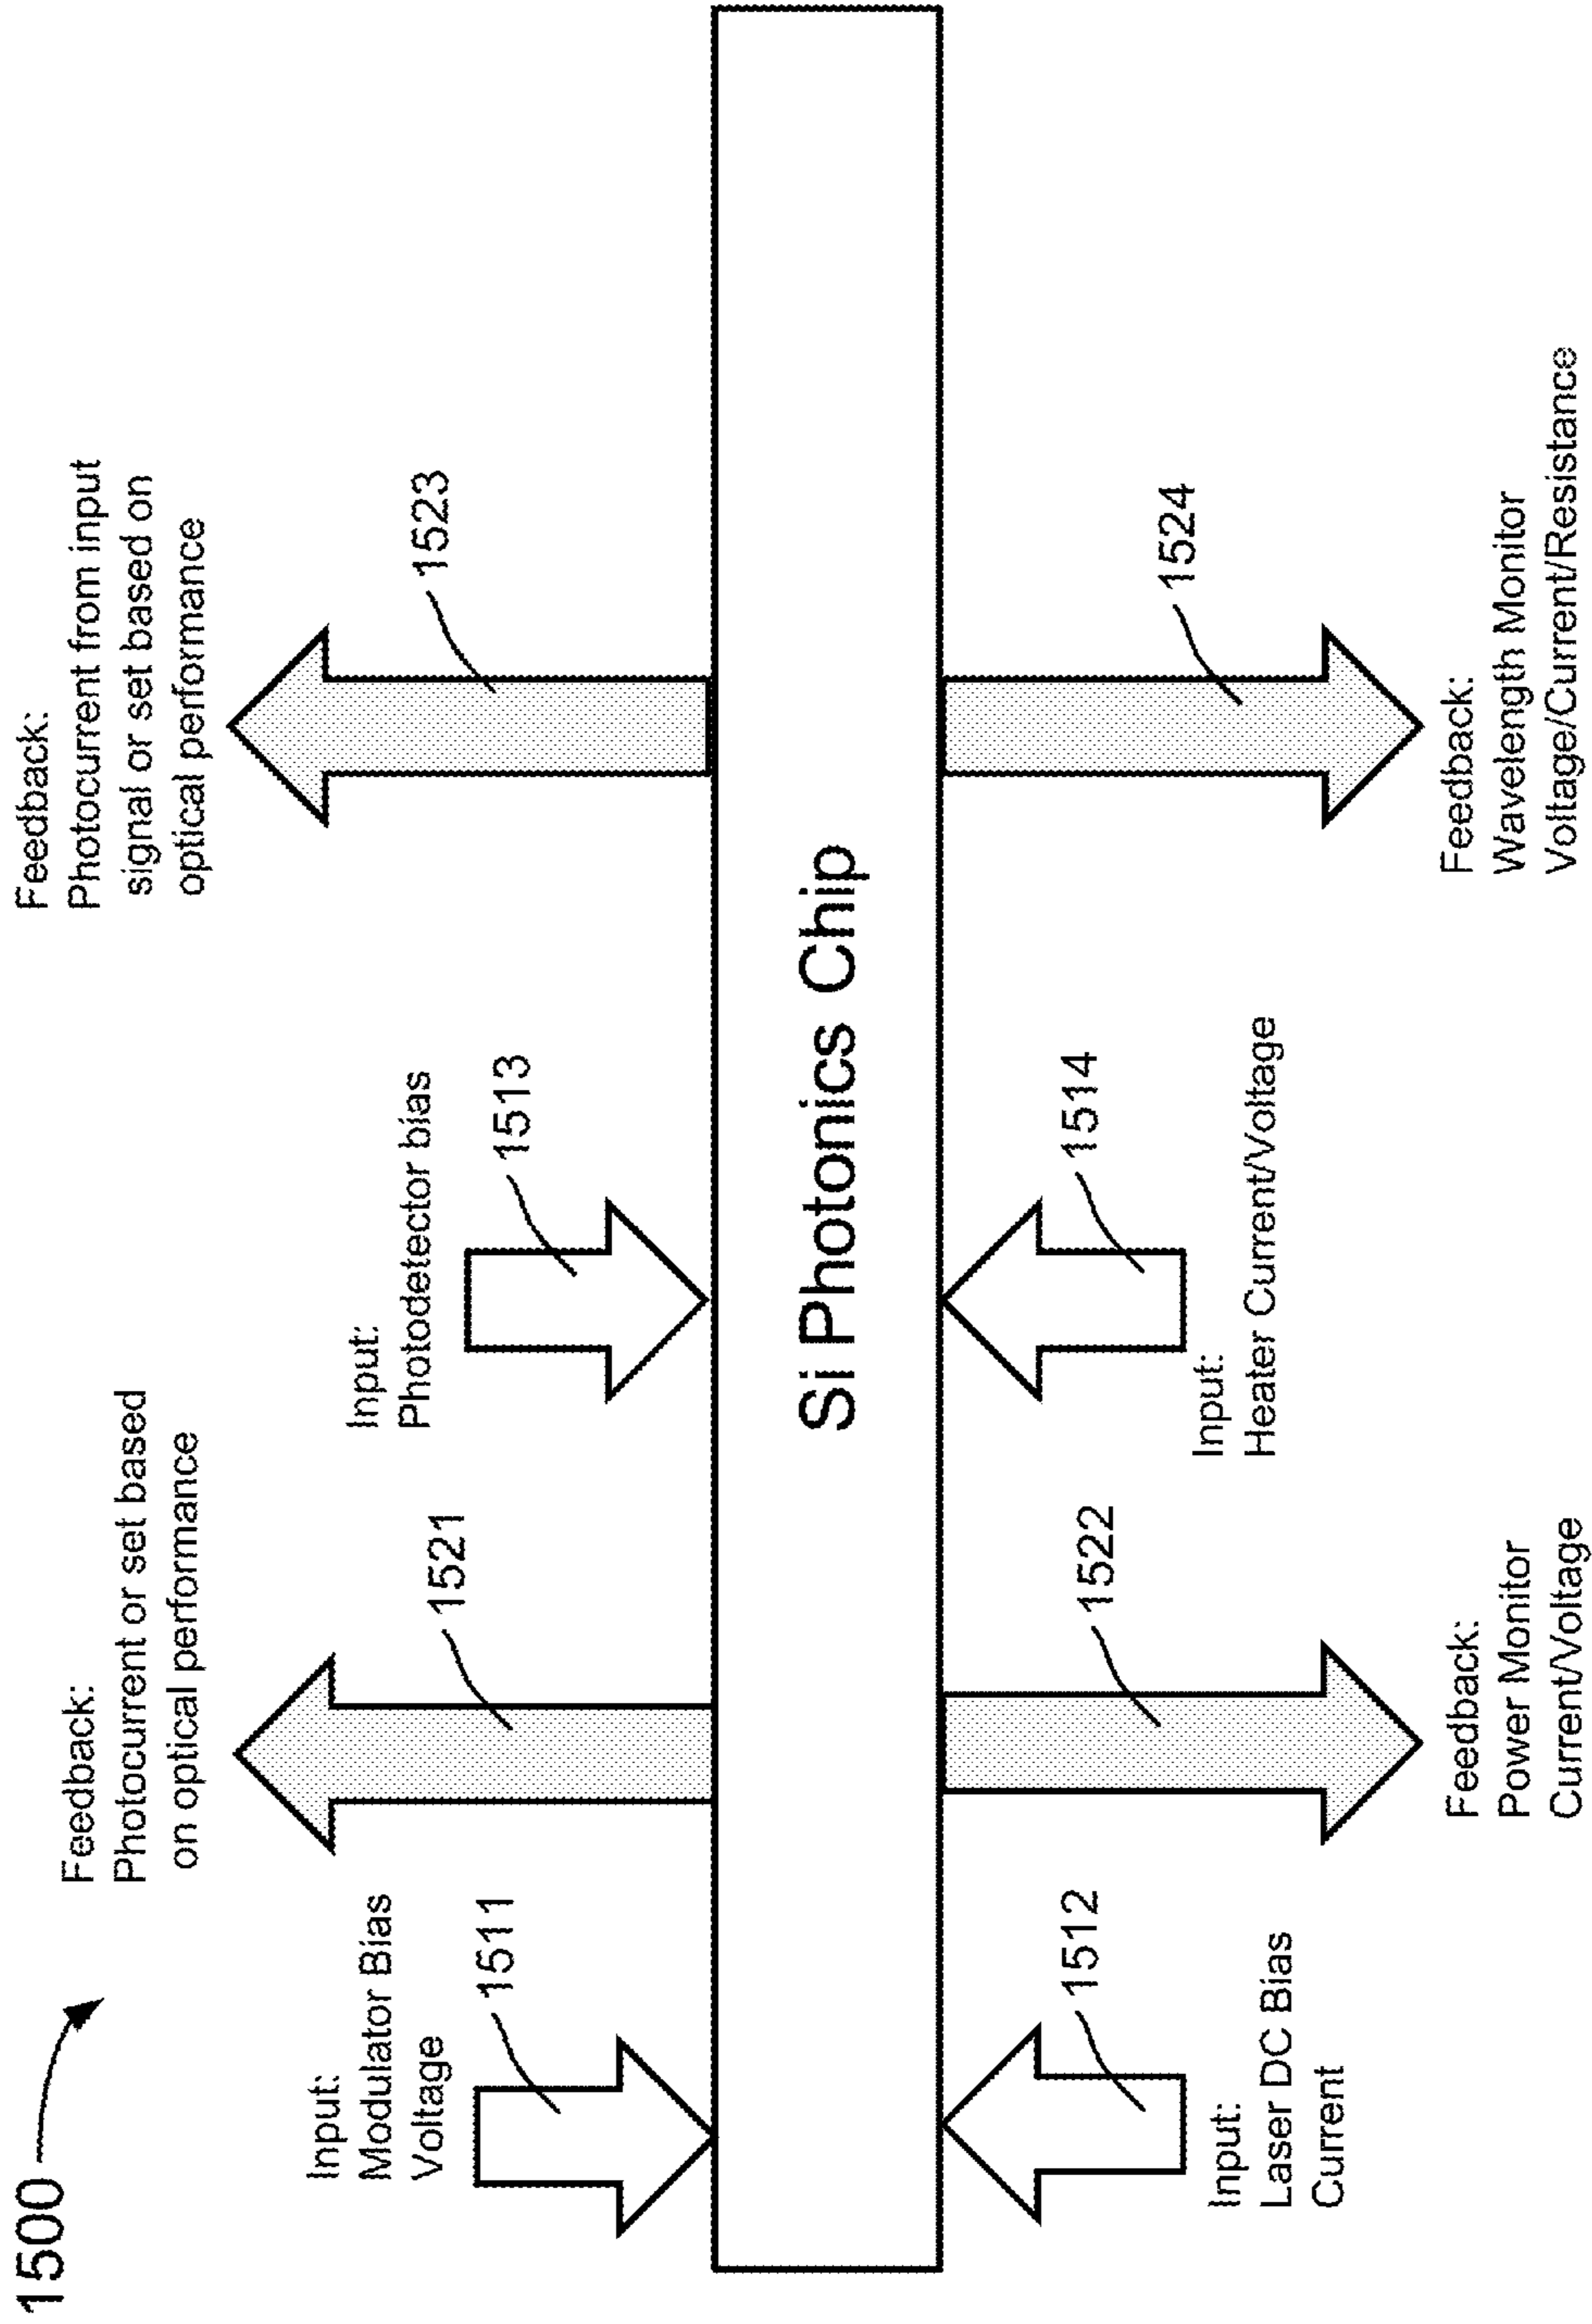 1500
Feedback:
Photocurrent or set based
on optical performance
Feedback:
Photocurrent from input
signal or set based on
optical performance
Input:
Modulator Bias
Voltage
1511
1521
Input:
Photodetector bias
1513
1523
Si Photonics Chip
1512
1522
1514
1524
Input:
Laser DC Bias
Current
Input:
Heater Current/Voltage
Feedback:
Power Monitor
Current/Voltage
Feedback:
Wavelength Monitor
Voltage/Current/Resistance